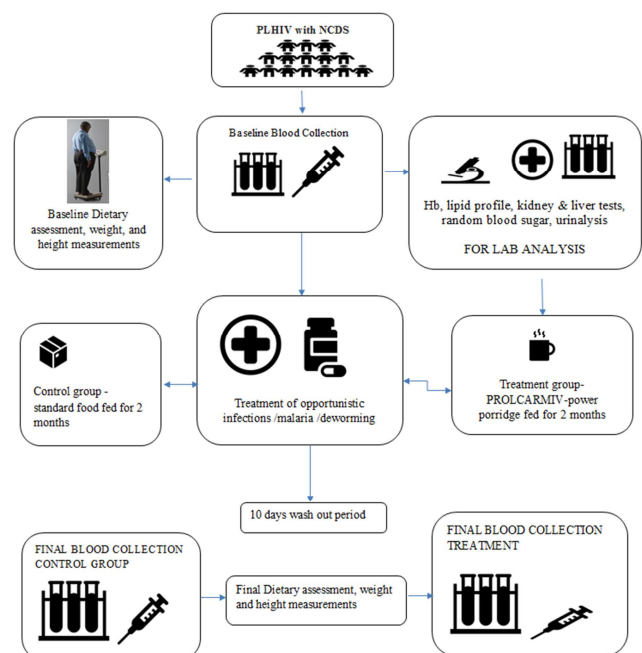 PLHIV with NCDS
Baseline Blood Collection
Baseline Dietary
assessment, weight, and
height measurements
Hb, lipid profile, kidney & liver tests,
random blood sugar, urinalysis
FOR LAB ANALYSIS
Control group -
standard food fed for 2
months
Treatment of opportunistic
infections /malaria /deworming
Treatment group-
PROLCARMIV-power
porridge fed for 2 months
10 days wash out period
FINAL BLOOD COLLECTION
CONTROL GROUP
Final Dietary assessment, weight
and height measurements
FINAL BLOOD COLLECTION
TREATMENT